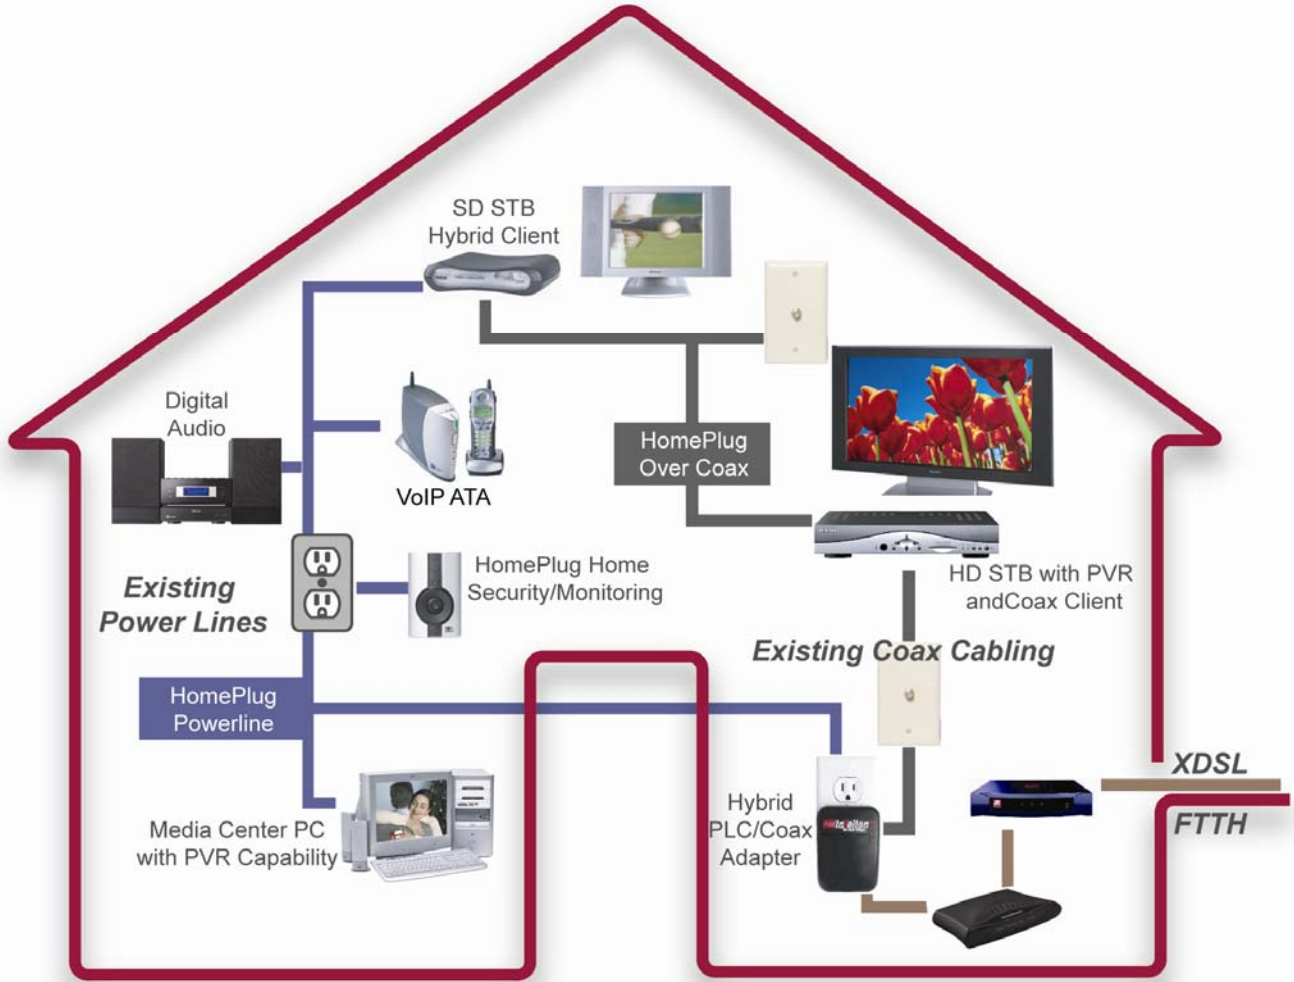 SD STB
Hybrid Client
Digital
Audio
VoIP ATA
HomePlug
Over Coax
HomePlug Home
Security/Monitoring
HD STB with PVR
andCoax Client
Existing
Power Lines
Existing Coax Cabling
HomePlug
Powerline
XDSL
FTTH
Hybrid
PLC/Coax
Adapter
Media Center PC
with PVR Capability